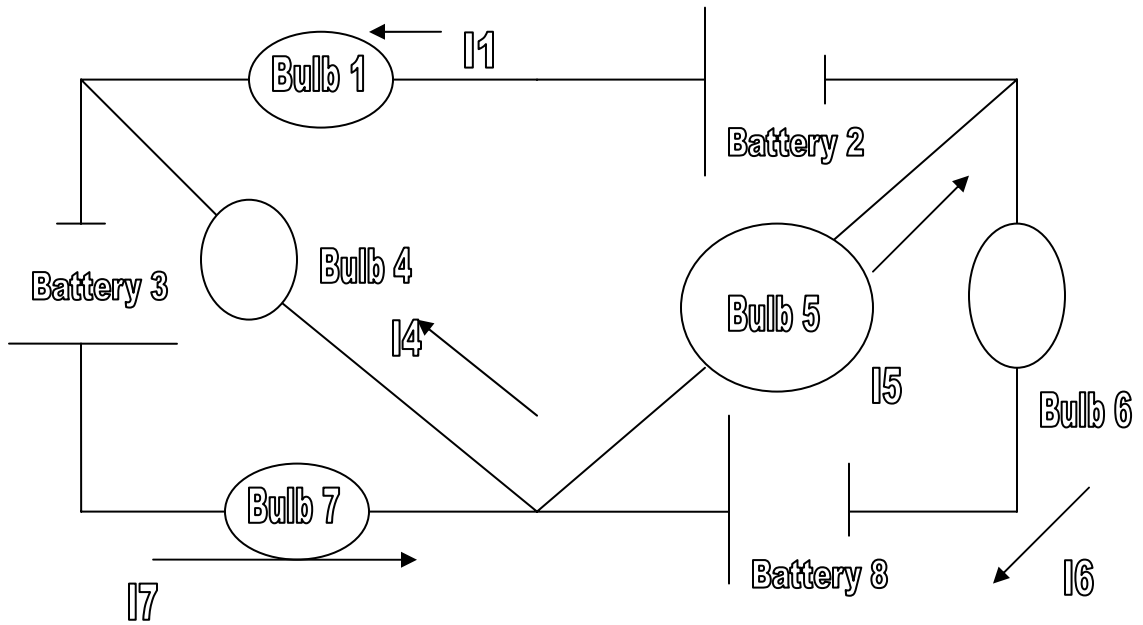 I1
Bulb 1
Battery 2
Bulb 4
Battery 3
Bulb 5
I4
I5
Bulb 6
Bulb 7
Battery 8
I6
I7